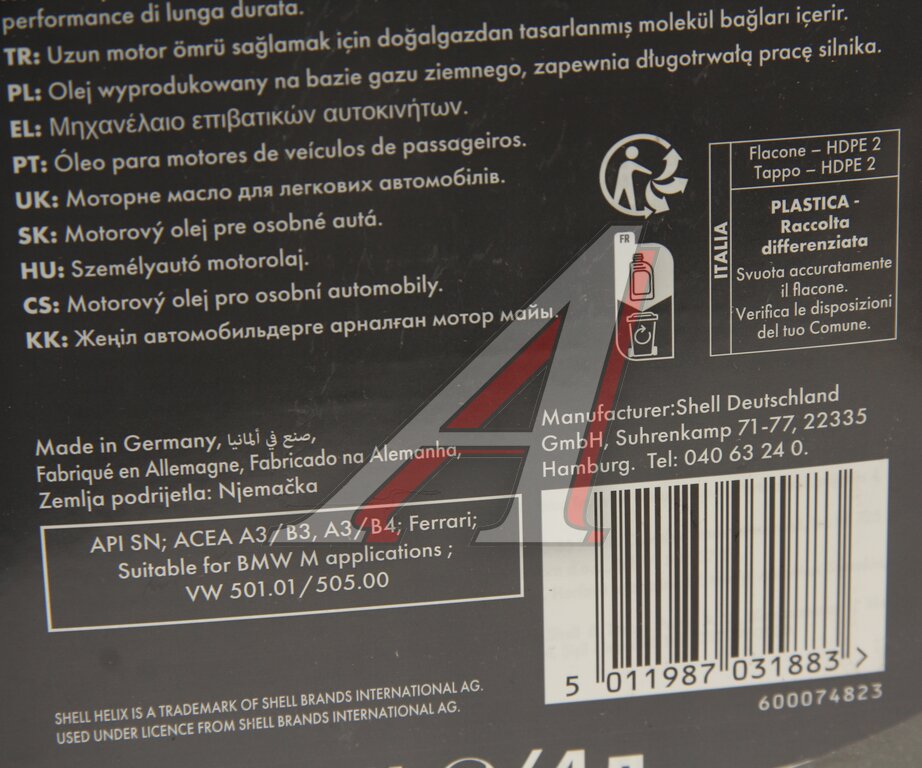 performance di lunga durata.
TR: Uzun motor ömrü sağlamak için doğalgazdan tasarlanmış molekül bağları içerir.
PL: Olej wyprodukowany na bazie gazu ziemnego, zapewnia długotrwałą pracę silnika.
EL: Μηχανέλαιο επιβατικών αυτοκινήτων.
PT: Óleo para motores de veículos de passageiros.
UK: Моторне масло для легкових автомобілів.
SK: Motorový olej pre osobné autá.
HU: Személyautó motorolaj.
CS: Motorový olej pro osobní automobily.
KK: Жеңіл автомобильдерге арналған мотор майы.
FR
ITALIA
Flacone – HDPE 2
Tappo – HDPE 2
PLASTICA -
Raccolta
differenziata
Svuota accuratamente
il flacone.
Verifica le disposizioni
del tuo Comune.
Made in Germany, صنع في ألمانيا,
Fabriqué en Allemagne, Fabricado na Alemanha,
Zemlja podrijetla: Njemačka
API SN; ACEA A3/B3, A3/B4; Ferrari;
Suitable for BMW M applications ;
VW 501.01/505.00
Manufacturer:Shell Deutschland
GmbH, Suhrenkamp 71-77, 22335
Hamburg. Tel: 040 63 24 0.
5 011987 031883 >
600074823
SHELL HELIX IS A TRADEMARK OF SHELL BRANDS INTERNATIONAL AG.
USED UNDER LICENCE FROM SHELL BRANDS INTERNATIONAL AG.